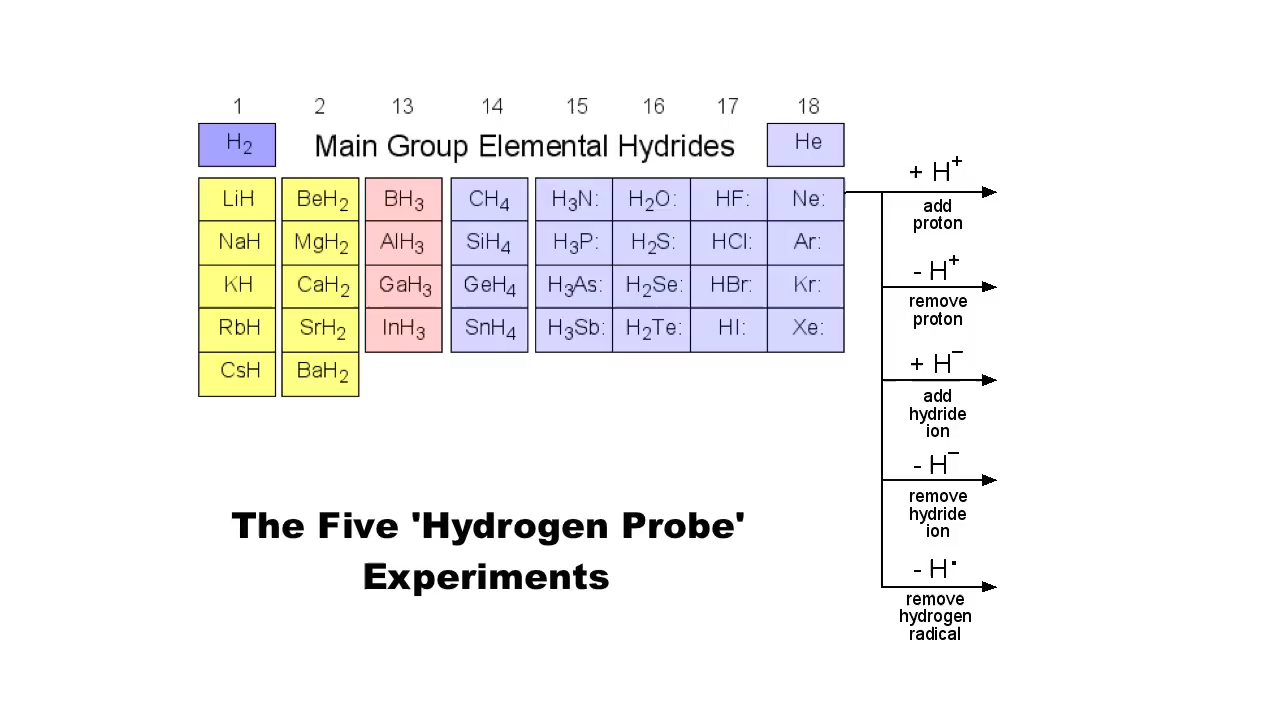 1 2 13 14 15 16 17 18
H₂ Main Group Elemental Hydrides He
LiH BeH₂ BH₃ CH₄ H₃N: H₂O: HF: Ne:
NaH MgH₂ AlH₃ SiH₄ H₃P: H₂S: HCl: Ar:
KH CaH₂ GaH₃ GeH₄ H₃As: H₂Se: HBr: Kr:
RbH SrH₂ InH₃ SnH₄ H₃Sb: H₂Te: HI: Xe:
CsH BaH₂
+ H⁺
add
proton
- H⁺
remove
proton
+ H⁻
add
hydride
ion
- H⁻
remove
hydride
ion
- H•
remove
hydrogen
radical
The Five 'Hydrogen Probe'
Experiments